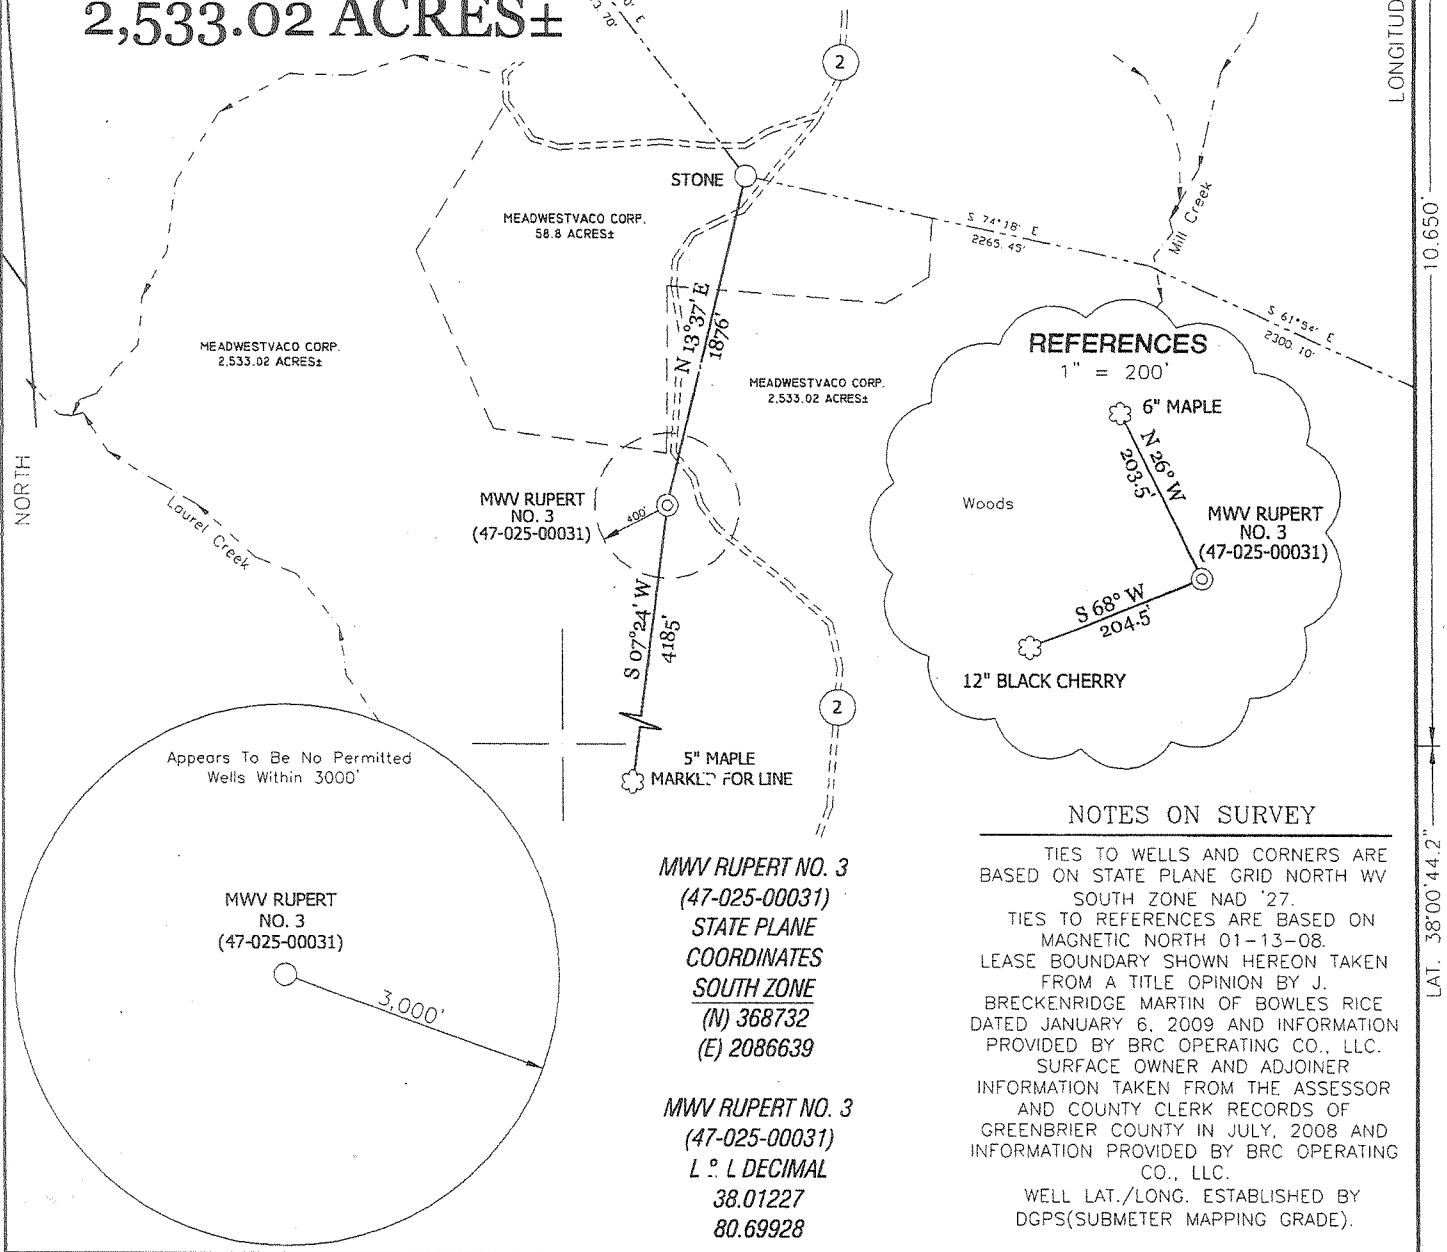 2,533.02 ACRES±
2
LONGITUD
STONE
MEADWESTVACO CORP.
58.8 ACRES±
S 74°18' E
2265.45'
Mill Creek
10,650'
N 13°37' E
1876'
S 61°54' E
2300.10'
MEADWESTVACO CORP.
2,533.02 ACRES±
MEADWESTVACO CORP.
2,533.02 ACRES±
REFERENCES
1" = 200'
6" MAPLE
N 26° W
203.5'
Woods
MWV RUPERT
NO. 3
(47-025-00031)
S 68° W
204.5'
12" BLACK CHERRY
NORTH
Laurel Creek
MWV RUPERT
NO. 3
(47-025-00031)
400'
S 07°24' W
4185'
2
5" MAPLE
MARKED FOR LINE
Appears To Be No Permitted
Wells Within 3000'
MWV RUPERT
NO. 3
(47-025-00031)
3,000'
MWV RUPERT NO. 3
(47-025-00031)
STATE PLANE
COORDINATES
SOUTH ZONE
(N) 368732
(E) 2086639
MWV RUPERT NO. 3
(47-025-00031)
L & L DECIMAL
38.01227
80.69928
NOTES ON SURVEY
TIES TO WELLS AND CORNERS ARE
BASED ON STATE PLANE GRID NORTH WV
SOUTH ZONE NAD '27.
TIES TO REFERENCES ARE BASED ON
MAGNETIC NORTH 01-13-08.
LEASE BOUNDARY SHOWN HEREON TAKEN
FROM A TITLE OPINION BY J.
BRECKENRIDGE MARTIN OF BOWLES RICE
DATED JANUARY 6, 2009 AND INFORMATION
PROVIDED BY BRC OPERATING CO., LLC.
SURFACE OWNER AND ADJOINER
INFORMATION TAKEN FROM THE ASSESSOR
AND COUNTY CLERK RECORDS OF
GREENBRIER COUNTY IN JULY, 2008 AND
INFORMATION PROVIDED BY BRC OPERATING
CO., LLC.
WELL LAT./LONG. ESTABLISHED BY
DGPS(SUBMETER MAPPING GRADE).
LAT. 38°00'44.2"